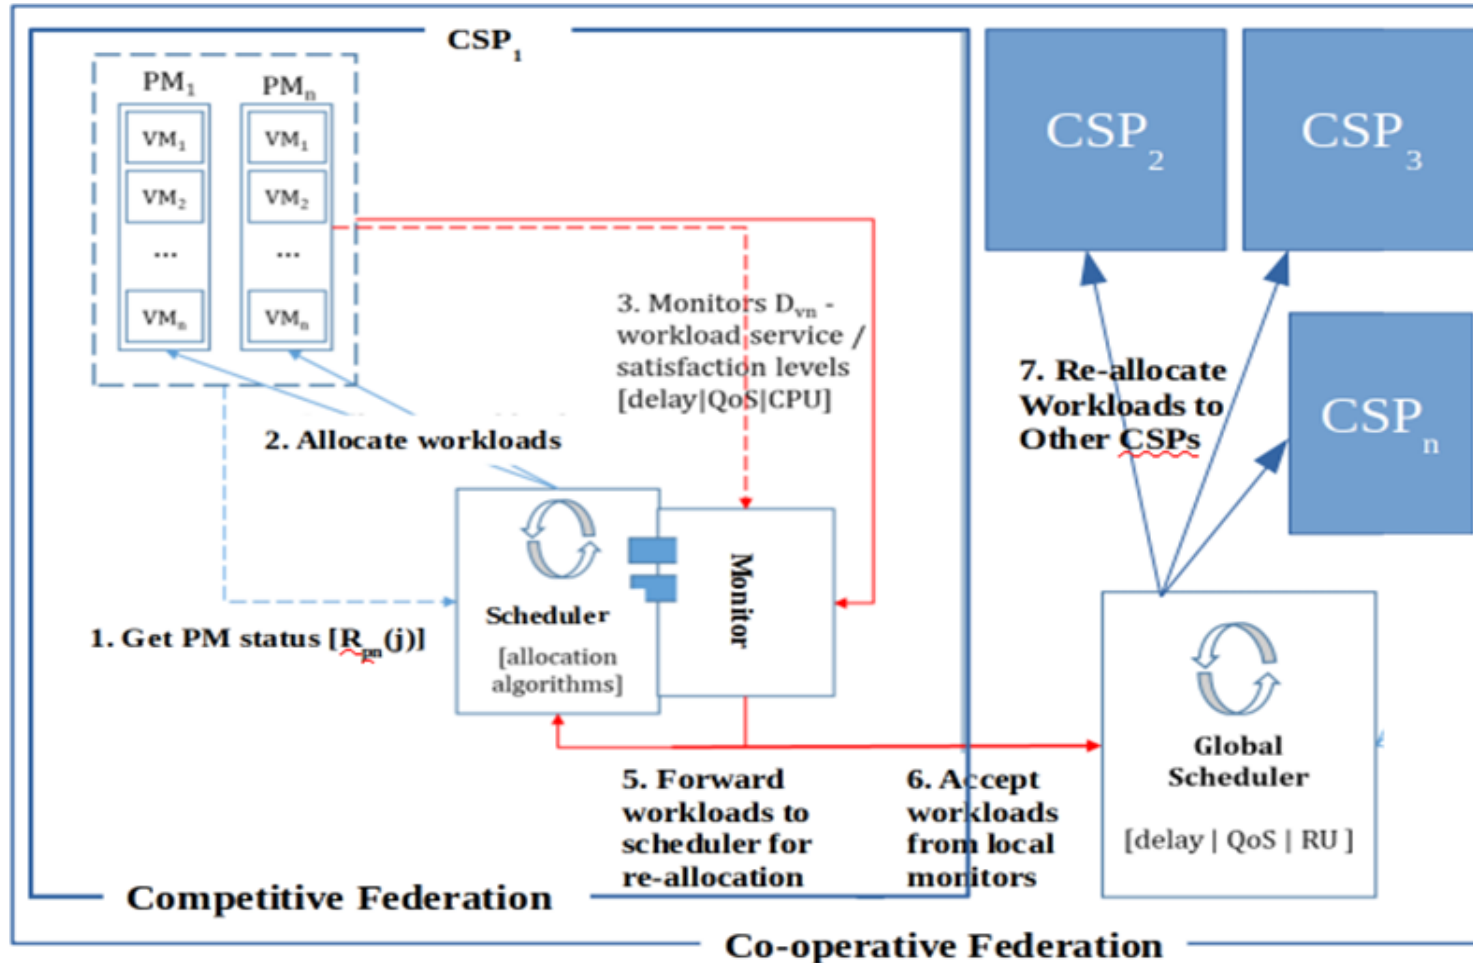 CSP1
PM1
PMn
VM1
VM1
VM2
VM2
...
...
VMn
VMn
CSP2
CSP3
CSPn
3. Monitors Dvn -
workload service /
satisfaction levels
[delay|QoS|CPU]
7. Re-allocate
Workloads to
Other CSPs
2. Allocate workloads
1. Get PM status [Rpn(j)]
Scheduler
[allocation
algorithms]
Monitor
Global
Scheduler
[delay | QoS | RU ]
5. Forward
workloads to
scheduler for
re-allocation
6. Accept
workloads
from local
monitors
Competitive Federation
Co-operative Federation